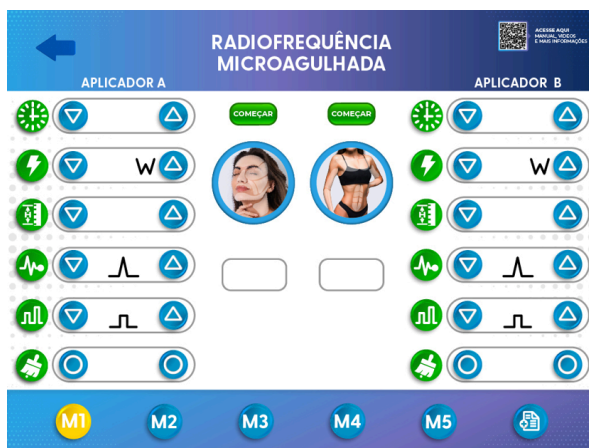 RADIOFREQUÊNCIA
MICROAGULHADA
ACESSE AQUI
MANUAL, VÍDEOS
E MAIS INFORMAÇÕES
APLICADOR A
APLICADOR B
COMEÇAR
COMEÇAR
W
W
M1
M2
M3
M4
M5